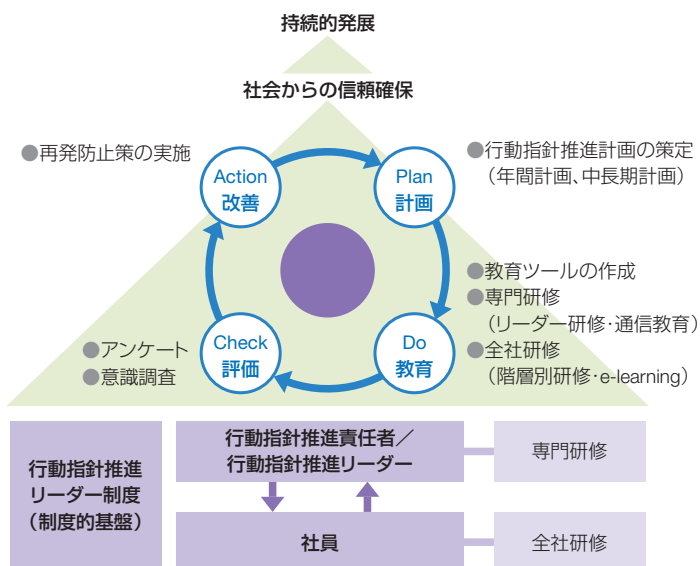 持続的発展
社会からの信頼確保
●再発防止策の実施
Action
改善
Plan
計画
●行動指針推進計画の策定
（年間計画、中長期計画）
●教育ツールの作成
●専門研修
（リーダー研修・通信教育）
●全社研修
（階層別研修・e-learning）
Do
教育
Check
評価
●アンケート
●意識調査
行動指針推進
リーダー制度
（制度的基盤）
行動指針推進責任者／
行動指針推進リーダー
専門研修
社員
全社研修